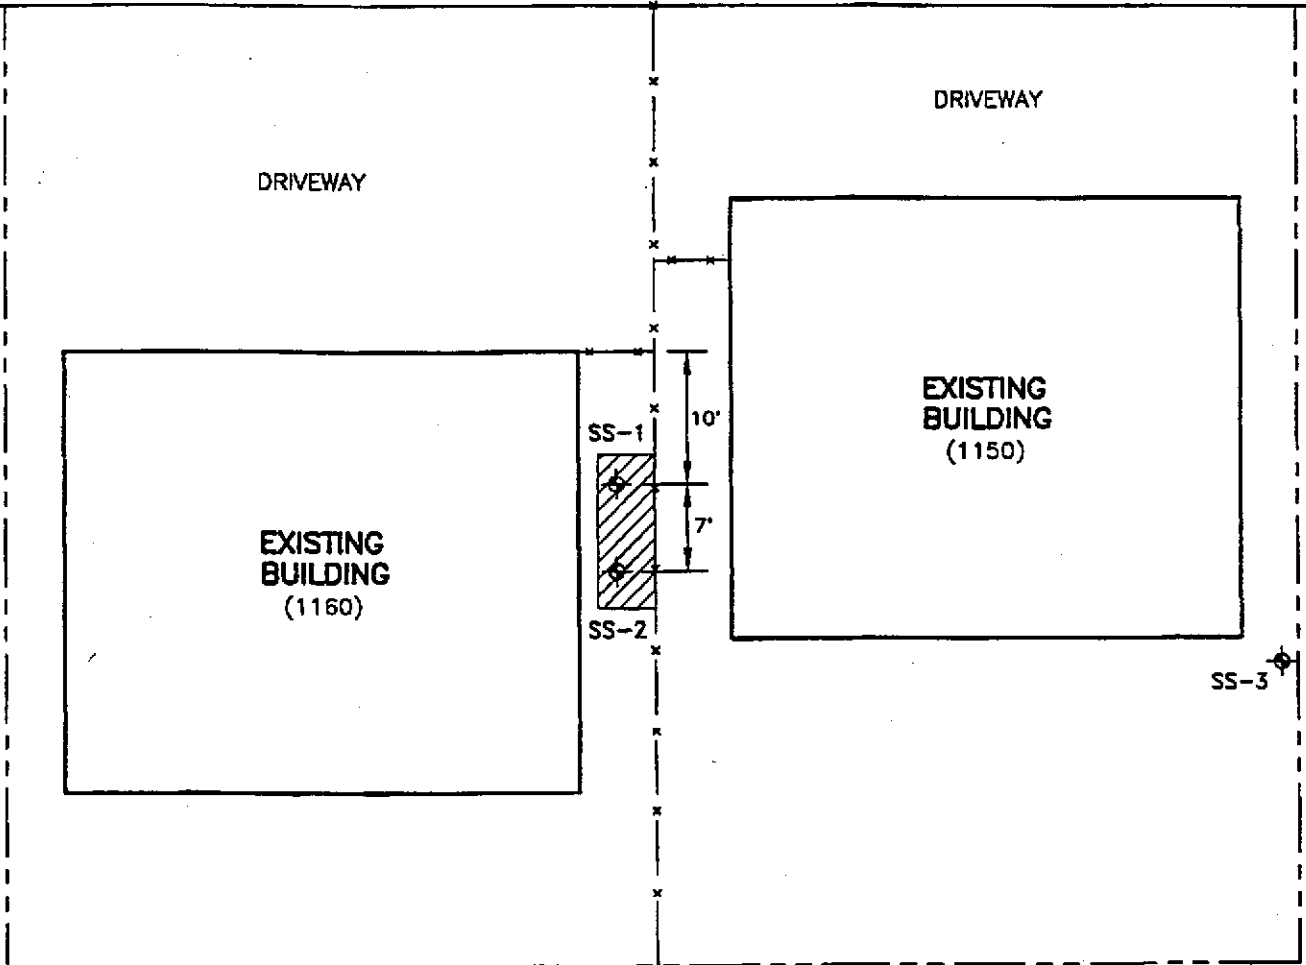 DRIVEWAY
DRIVEWAY
EXISTING
BUILDING
(1150)
10'
SS-1
7'
EXISTING
BUILDING
(1160)
SS-2
SS-3